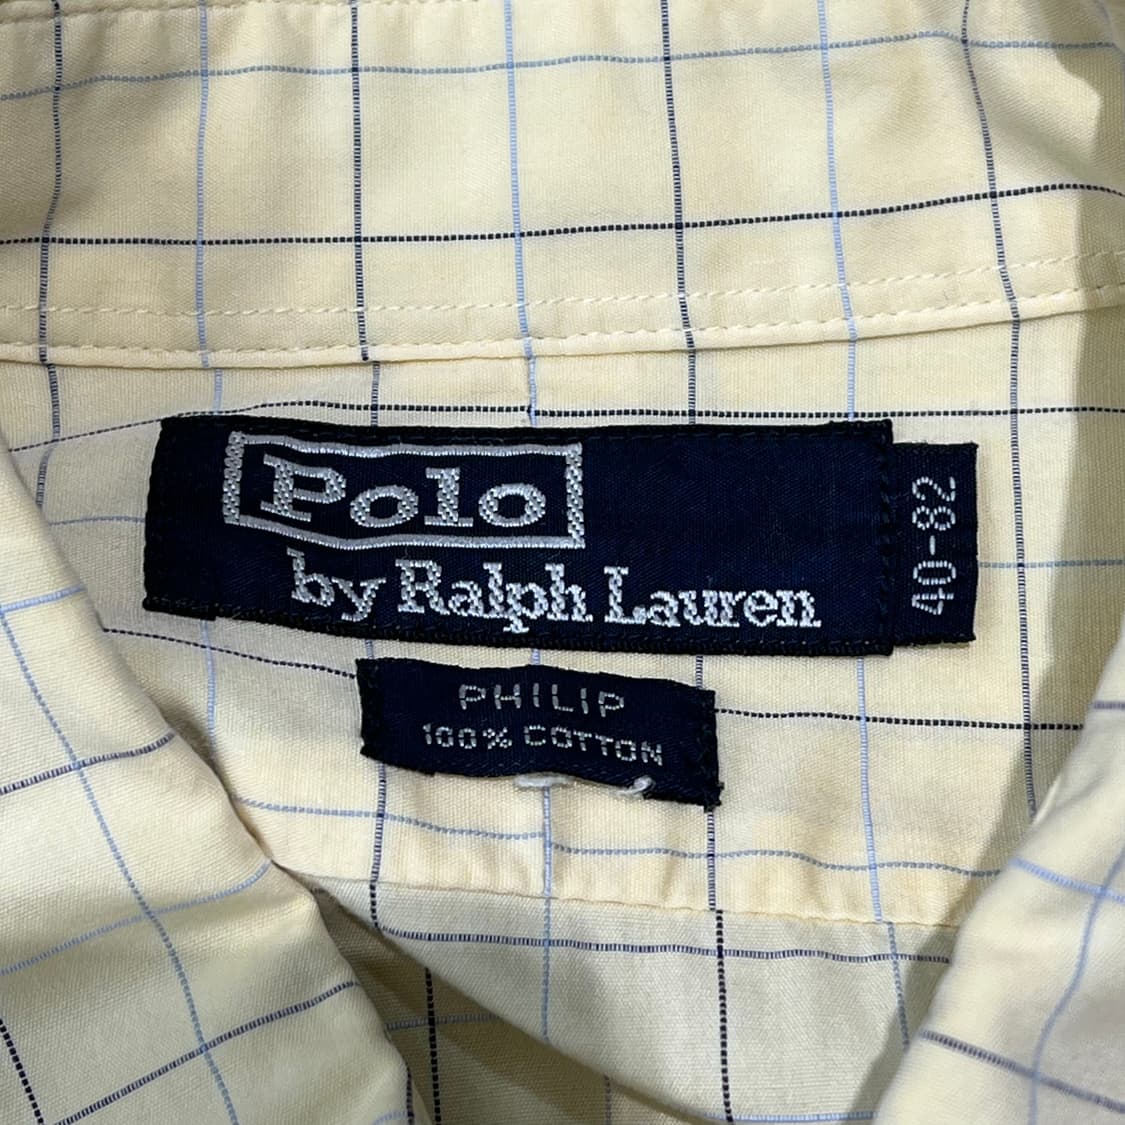 Polo
by Ralph Lauren
40-82
PHILIP
100% COTTON